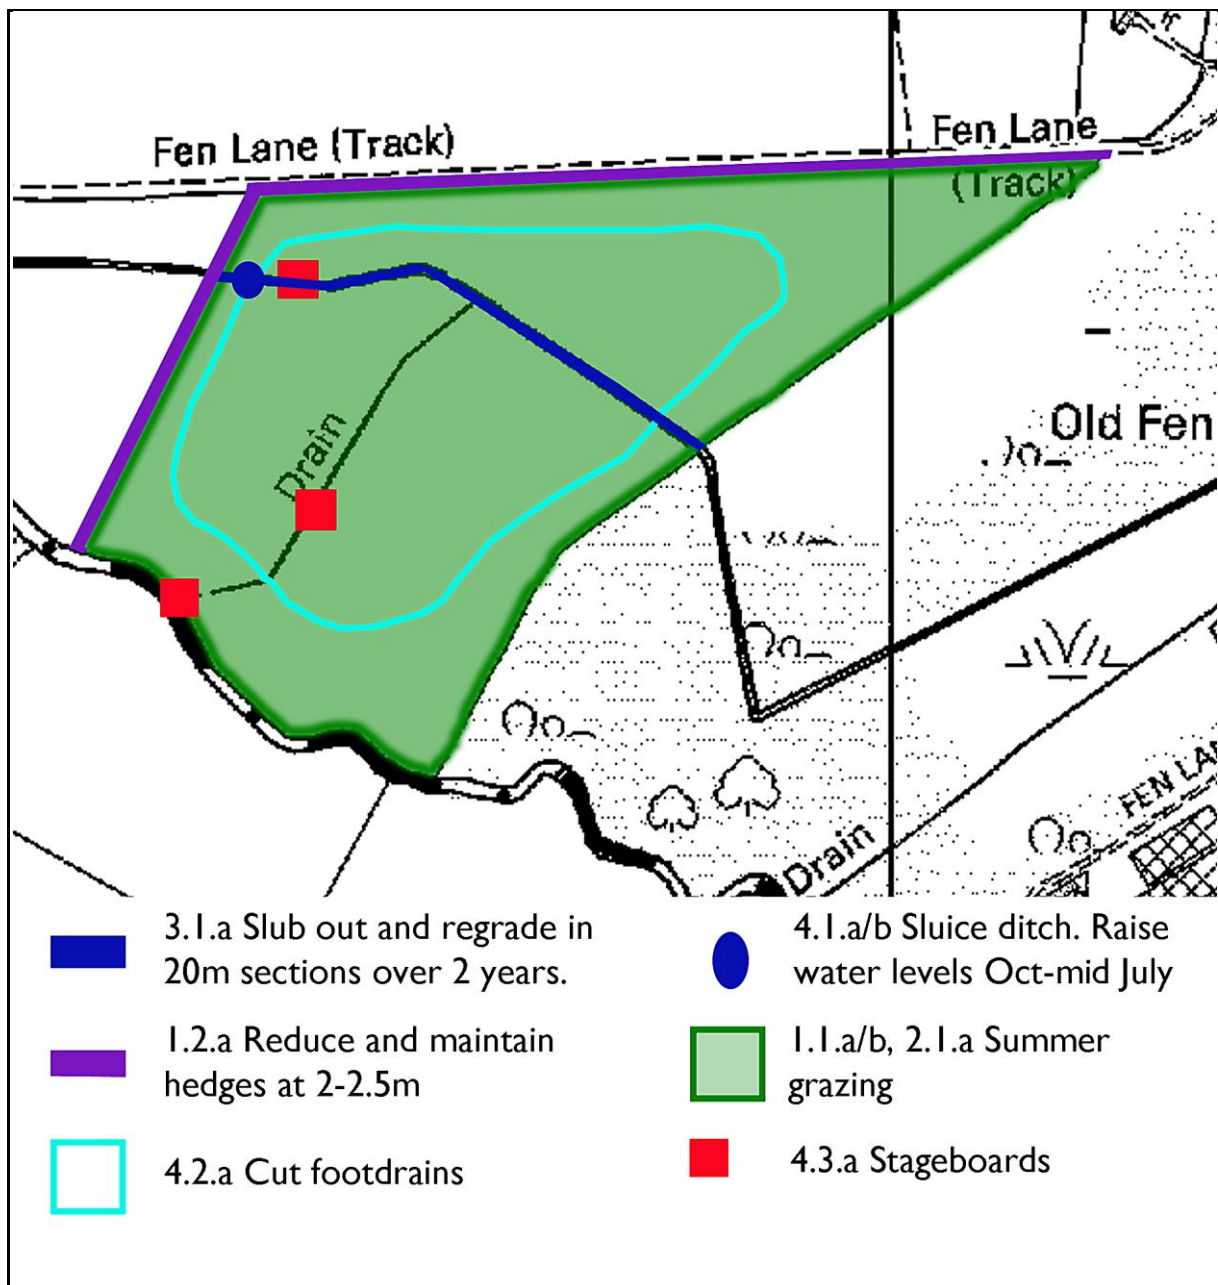 Fen Lane (Track)
Fen Lane
(Track)
Drain
Old Fen
FEN LAN
Drain
3.1.a Slub out and regrade in
20m sections over 2 years.
4.1.a/b Sluice ditch. Raise
water levels Oct-mid July
1.2.a Reduce and maintain
hedges at 2-2.5m
1.1.a/b, 2.1.a Summer
grazing
4.2.a Cut footdrains
4.3.a Stageboards